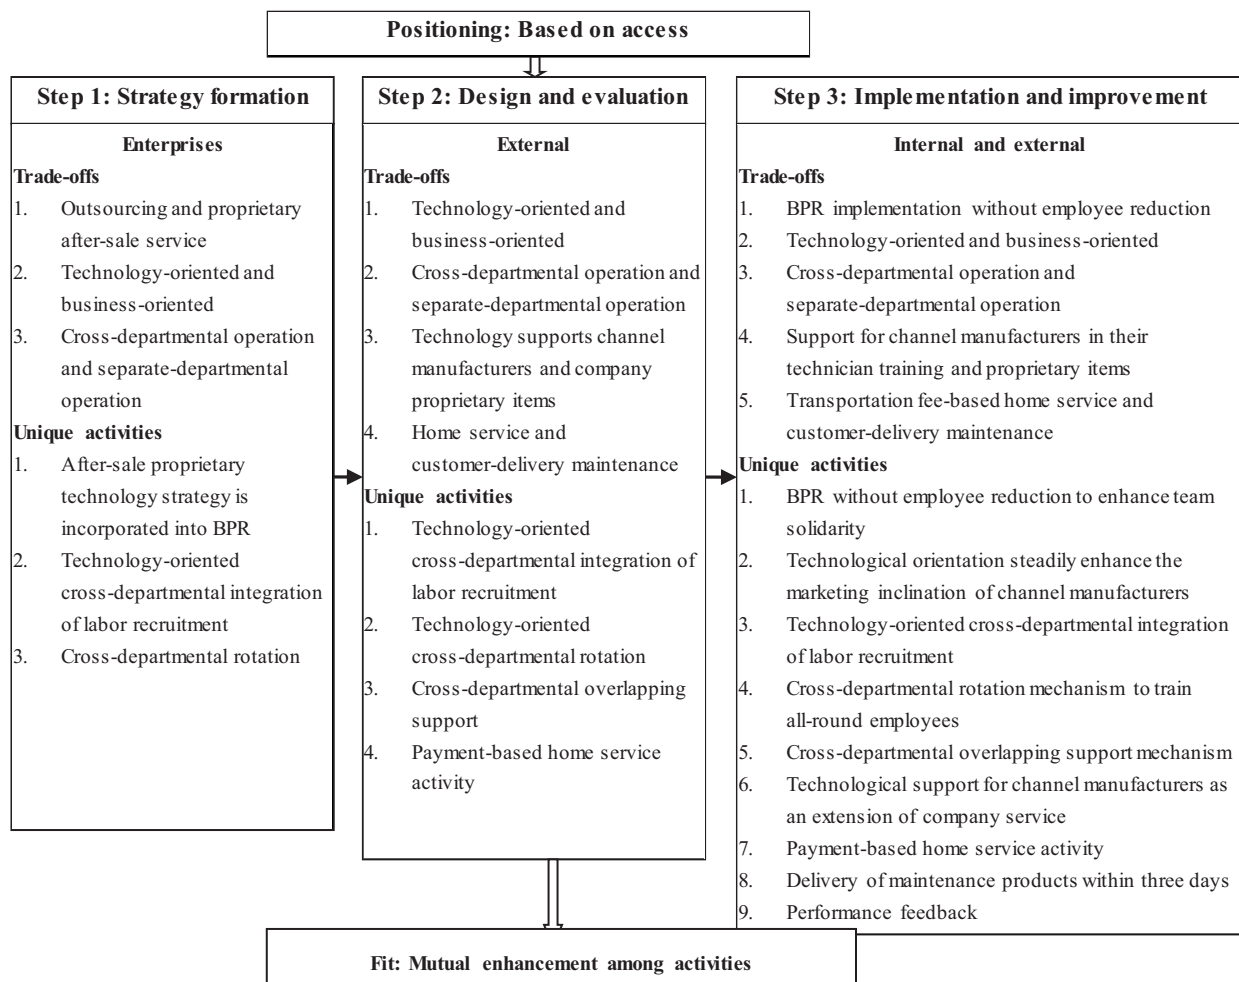 Positioning: Based on access
Step 1: Strategy formation
Enterprises
Trade-offs
1. Outsourcing and proprietary
after-sale service
2. Technology-oriented and
business-oriented
3. Cross-departmental operation
and separate-departmental
operation
Unique activities
1. After-sale proprietary
technology strategy is
incorporated into BPR
2. Technology-oriented
cross-departmental integration
of labor recruitment
3. Cross-departmental rotation
Step 2: Design and evaluation
External
Trade-offs
1. Technology-oriented and
business-oriented
2. Cross-departmental operation and
separate-departmental operation
3. Technology supports channel
manufacturers and company
proprietary items
4. Home service and
customer-delivery maintenance
Unique activities
1. Technology-oriented
cross-departmental integration of
labor recruitment
2. Technology-oriented
cross-departmental rotation
3. Cross-departmental overlapping
support
4. Payment-based home service
activity
Step 3: Implementation and improvement
Internal and external
Trade-offs
1. BPR implementation without employee reduction
2. Technology-oriented and business-oriented
3. Cross-departmental operation and
separate-departmental operation
4. Support for channel manufacturers in their
technician training and proprietary items
5. Transportation fee-based home service and
customer-delivery maintenance
Unique activities
1. BPR without employee reduction to enhance team
solidarity
2. Technological orientation steadily enhance the
marketing inclination of channel manufacturers
3. Technology-oriented cross-departmental integration
of labor recruitment
4. Cross-departmental rotation mechanism to train
all-round employees
5. Cross-departmental overlapping support mechanism
6. Technological support for channel manufacturers as
an extension of company service
7. Payment-based home service activity
8. Delivery of maintenance products within three days
9. Performance feedback
Fit: Mutual enhancement among activities